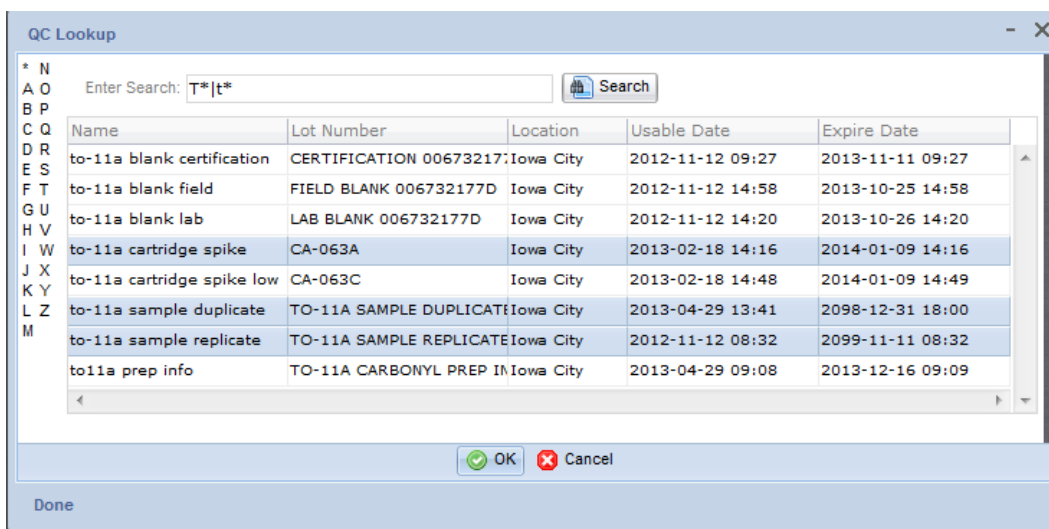 QC Lookup
* N
A O
B P
C Q
D R
E S
F T
G U
H V
I W
J X
K Y
L Z
M
Enter Search: T*|t* Search
Name Lot Number Location Usable Date Expire Date
to-11a blank certification CERTIFICATION 006732177 Iowa City 2012-11-12 09:27 2013-11-11 09:27
to-11a blank field FIELD BLANK 006732177D Iowa City 2012-11-12 14:58 2013-10-25 14:58
to-11a blank lab LAB BLANK 006732177D Iowa City 2012-11-12 14:20 2013-10-26 14:20
to-11a cartridge spike CA-063A Iowa City 2013-02-18 14:16 2014-01-09 14:16
to-11a cartridge spike low CA-063C Iowa City 2013-02-18 14:48 2014-01-09 14:49
to-11a sample duplicate TO-11A SAMPLE DUPLICATE Iowa City 2013-04-29 13:41 2098-12-31 18:00
to-11a sample replicate TO-11A SAMPLE REPLICATE Iowa City 2012-11-12 08:32 2099-11-11 08:32
to11a prep info TO-11A CARBONYL PREP IN Iowa City 2013-04-29 09:08 2013-12-16 09:09
OK Cancel
Done